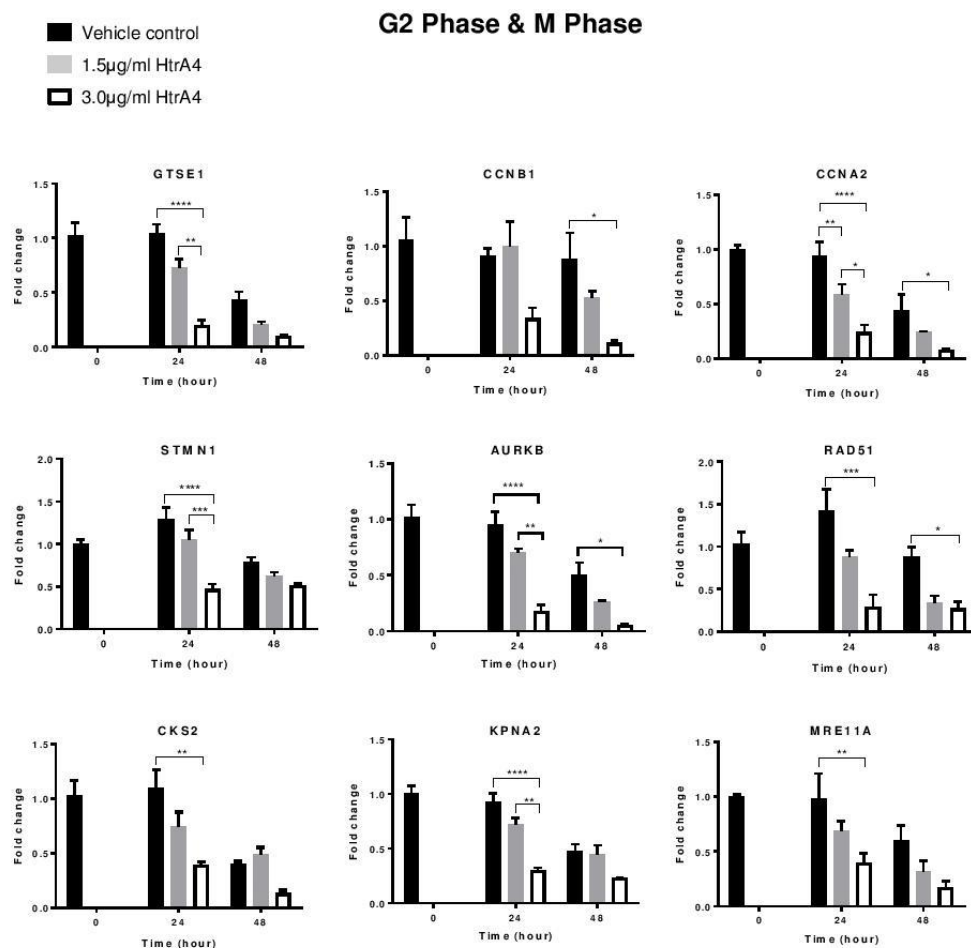 G2 Phase & M Phase
Vehicle control
1.5µg/ml HtrA4
3.0µg/ml HtrA4
GTSE1
Fold change
1.5
1.0
0.5
0.0
****
**
0 24 48
Time (hour)
CCNB1
Fold change
1.5
1.0
0.5
0.0
*
0 24 48
Time (hour)
CCNA2
Fold change
1.5
1.0
0.5
0.0
****
**
*
*
0 24 48
Time (hour)
STMN1
Fold change
2.0
1.5
1.0
0.5
0.0
****
***
0 24 48
Time (hour)
AURKB
Fold change
1.5
1.0
0.5
0.0
****
**
*
0 24 48
Time (hour)
RAD51
Fold change
2.0
1.5
1.0
0.5
0.0
***
*
0 24 48
Time (hour)
CKS2
Fold change
1.5
1.0
0.5
0.0
**
0 24 48
Time (hour)
KPNA2
Fold change
1.5
1.0
0.5
0.0
****
**
0 24 48
Time (hour)
MRE11A
Fold change
1.5
1.0
0.5
0.0
**
0 24 48
Time (hour)